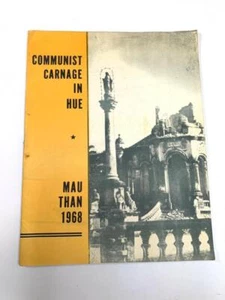 COMMUNIST
CARNAGE
IN
HUE
★
MAU
THAN
1968